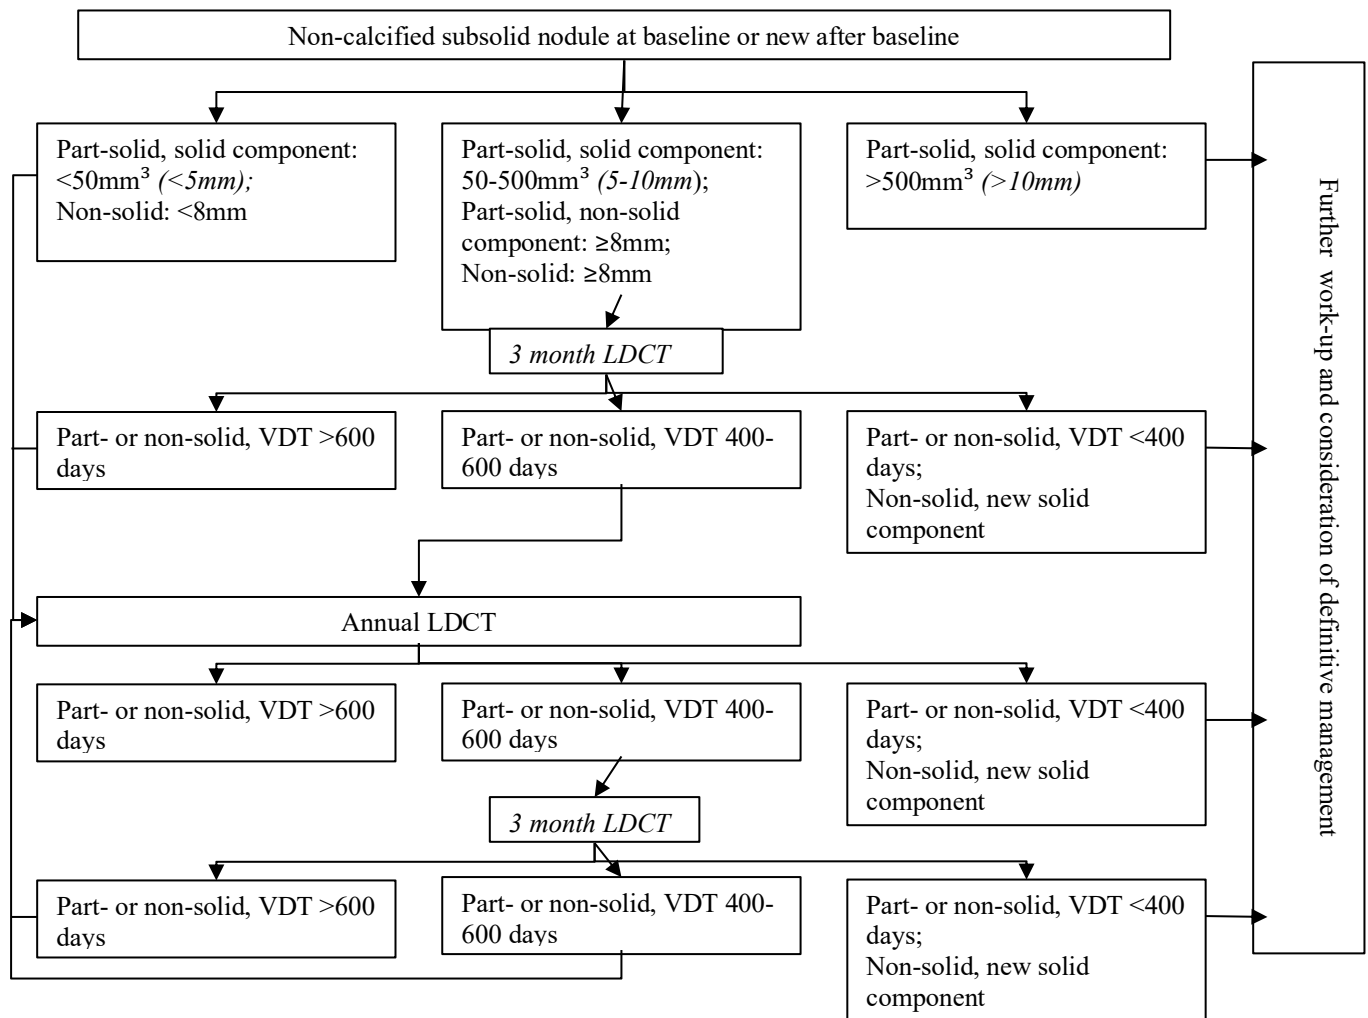 Non-calcified subsolid nodule at baseline or new after baseline
Part-solid, solid component:
<50mm³ (<5mm);
Non-solid: <8mm
Part-solid, solid component:
50-500mm³ (5-10mm);
Part-solid, non-solid
component: ≥8mm;
Non-solid: ≥8mm
Part-solid, solid component:
>500mm³ (>10mm)
Further work-up and consideration of definitive management
3 month LDCT
Part- or non-solid, VDT >600
days
Part- or non-solid, VDT 400-
600 days
Part- or non-solid, VDT <400
days;
Non-solid, new solid
component
Annual LDCT
Part- or non-solid, VDT >600
days
Part- or non-solid, VDT 400-
600 days
Part- or non-solid, VDT <400
days;
Non-solid, new solid
component
3 month LDCT
Part- or non-solid, VDT >600
days
Part- or non-solid, VDT 400-
600 days
Part- or non-solid, VDT <400
days;
Non-solid, new solid
component